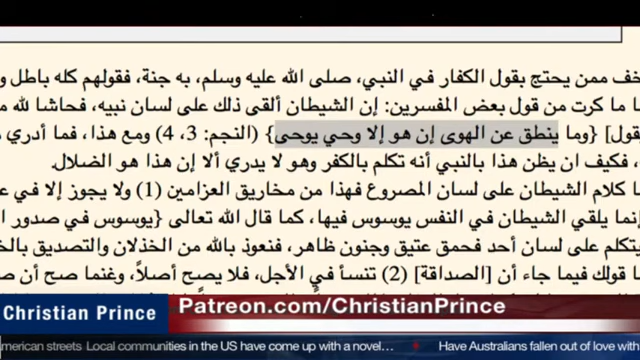 خف ممن يحتج بقول الكفار في النبي، صلى الله عليه وسلم، به جنة، فقولهم كله باطل و
ما كرت من قول بعض المفسرين: إن الشيطان ألقى ذلك على لسان نبيه، فحاشا لله م
قول] {وما ينطق عن الهوى إن هو إلا وحي يوحى} (النجم: 3، 4) ومع هذا، فما أدري
، فكيف ان يظن هذا بالنبي أنه تكلم بالكفر وهو لا يدري ألا إن هذا هو الضلال.
ا كلام الشيطان على لسان المصروع فهذا من مخاريق العزامين (1) ولا يجوز إلا في ع
إنما يلقي الشيطان في النفس يوسوس فيها، كما قال الله تعالى {يوسوس في صدور ا
يتكلم على لسان أحد فحمق عتيق وجنون ظاهر، فنعوذ بالله من الخذلان والتصديق بالخ
ا قولك فيما جاء أن [الصداقة] (2) تنسأ في الأجل، فلا يصح أصلاً، وغنما صح أن ص
Christian Prince
Patreon.com/ChristianPrince
american streets Local communities in the US have come up with a novel... Have Australians fallen out of love with